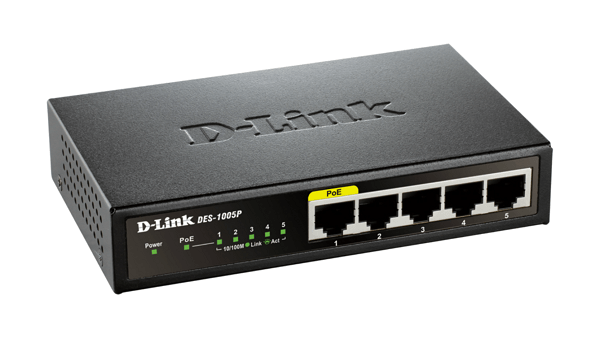 D-Link
PoE
D-Link DES-1005P
Power PoE 1 2 3 4 5
10/100M Link Act
1 2 3 4 5